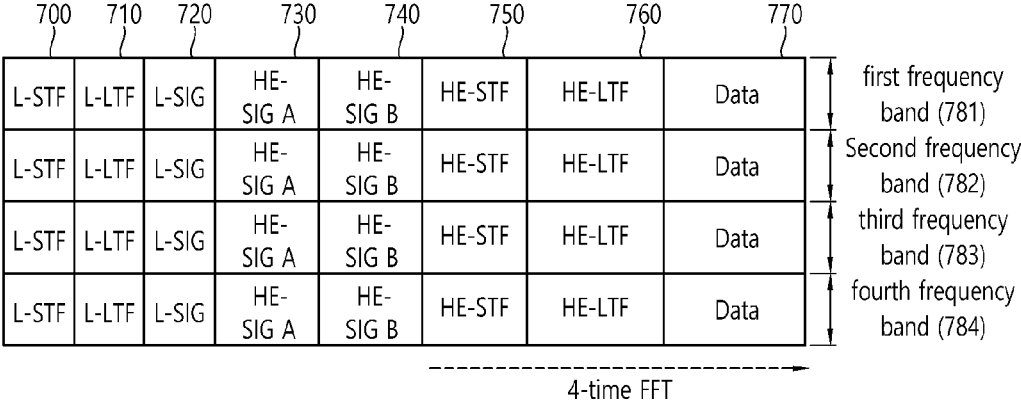 700 710 720 730 740 750 760 770
L-STF L-LTF L-SIG HE-SIG A HE-SIG B HE-STF HE-LTF Data first frequency band (781)
L-STF L-LTF L-SIG HE-SIG A HE-SIG B HE-STF HE-LTF Data Second frequency band (782)
L-STF L-LTF L-SIG HE-SIG A HE-SIG B HE-STF HE-LTF Data third frequency band (783)
L-STF L-LTF L-SIG HE-SIG A HE-SIG B HE-STF HE-LTF Data fourth frequency band (784)
4-time FFT